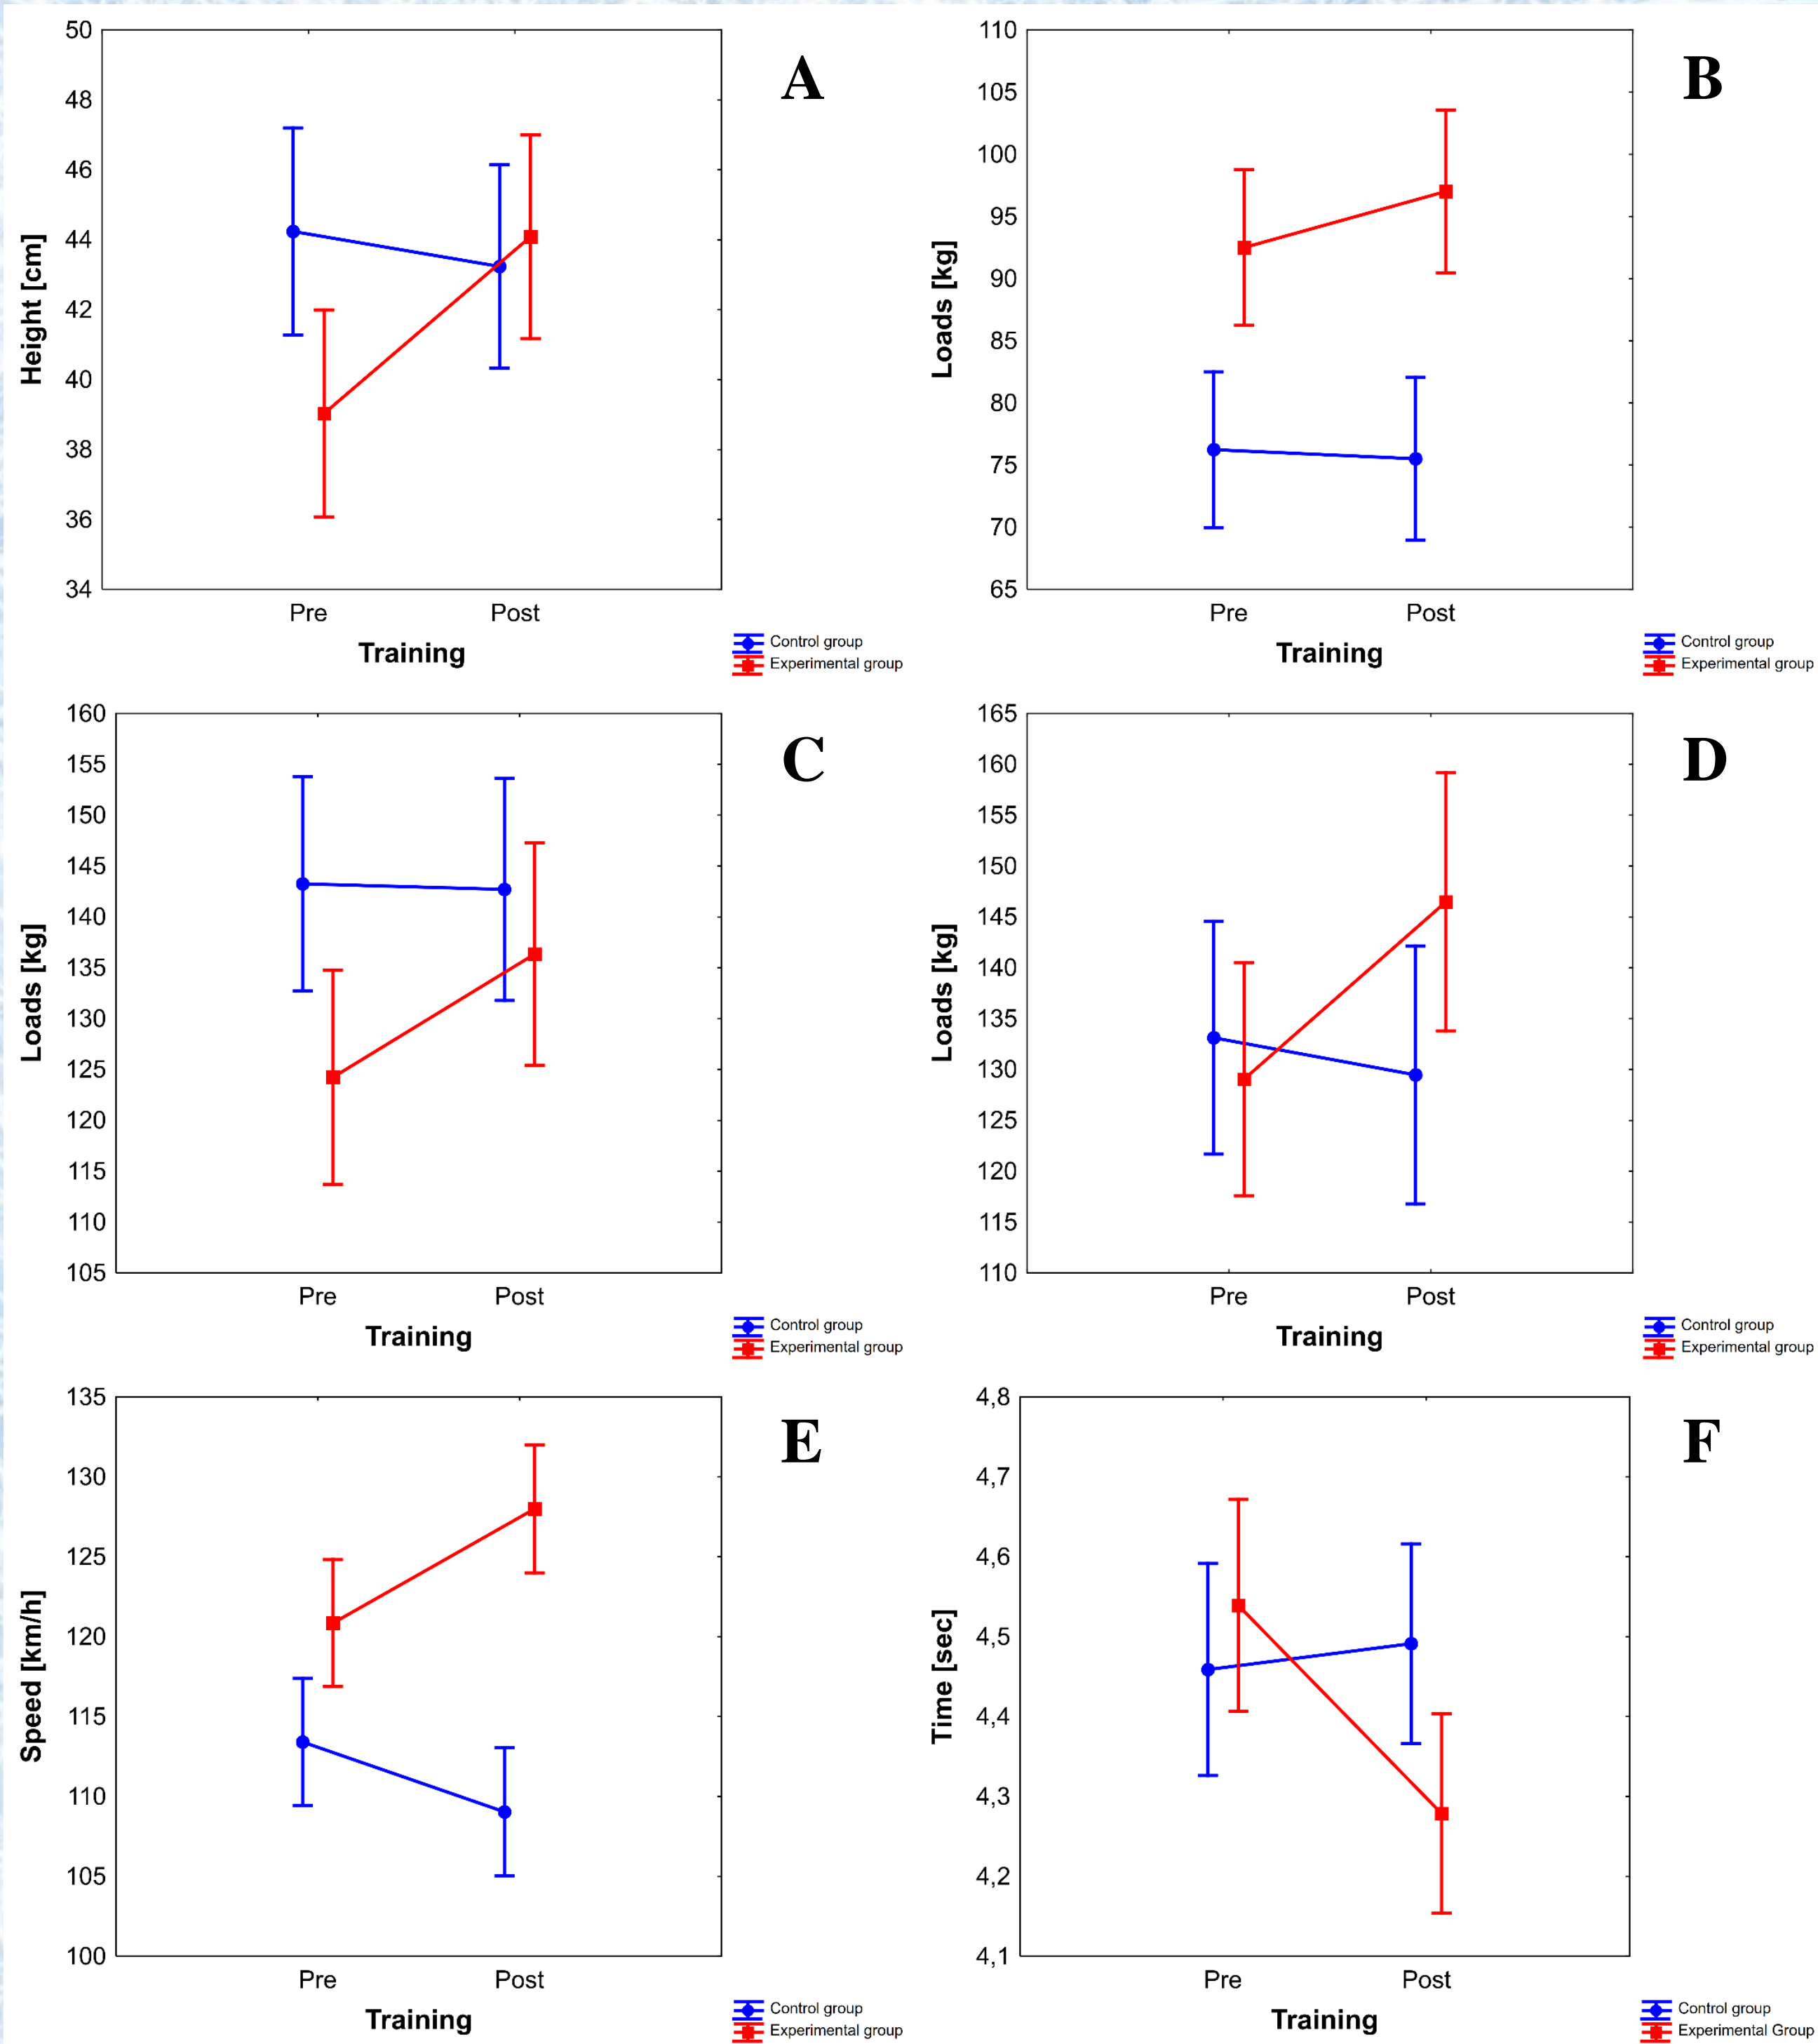 A
50
48
46
44
42
40
38
36
34
Height [cm]
Pre Post
Training
Control group
Experimental group
B
110
105
100
95
90
85
80
75
70
65
Loads [kg]
Pre Post
Training
Control group
Experimental group
C
160
155
150
145
140
135
130
125
120
115
110
105
Loads [kg]
Pre Post
Training
Control group
Experimental group
D
165
160
155
150
145
140
135
130
125
120
115
110
Loads [kg]
Pre Post
Training
Control group
Experimental group
E
135
130
125
120
115
110
105
100
Speed [km/h]
Pre Post
Training
Control group
Experimental group
F
4,8
4,7
4,6
4,5
4,4
4,3
4,2
4,1
Time [sec]
Pre Post
Training
Control group
Experimental Group